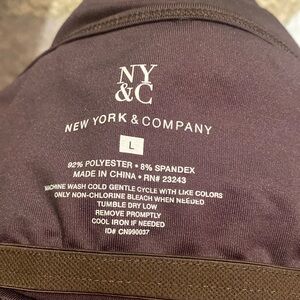 NY
&C
NEW YORK & COMPANY
L
92% POLYESTER • 8% SPANDEX
MADE IN CHINA • RN# 23243
MACHINE WASH COLD GENTLE CYCLE WITH LIKE COLORS
ONLY NON-CHLORINE BLEACH WHEN NEEDED
TUMBLE DRY LOW
REMOVE PROMPTLY
COOL IRON IF NEEDED
ID# CN990037